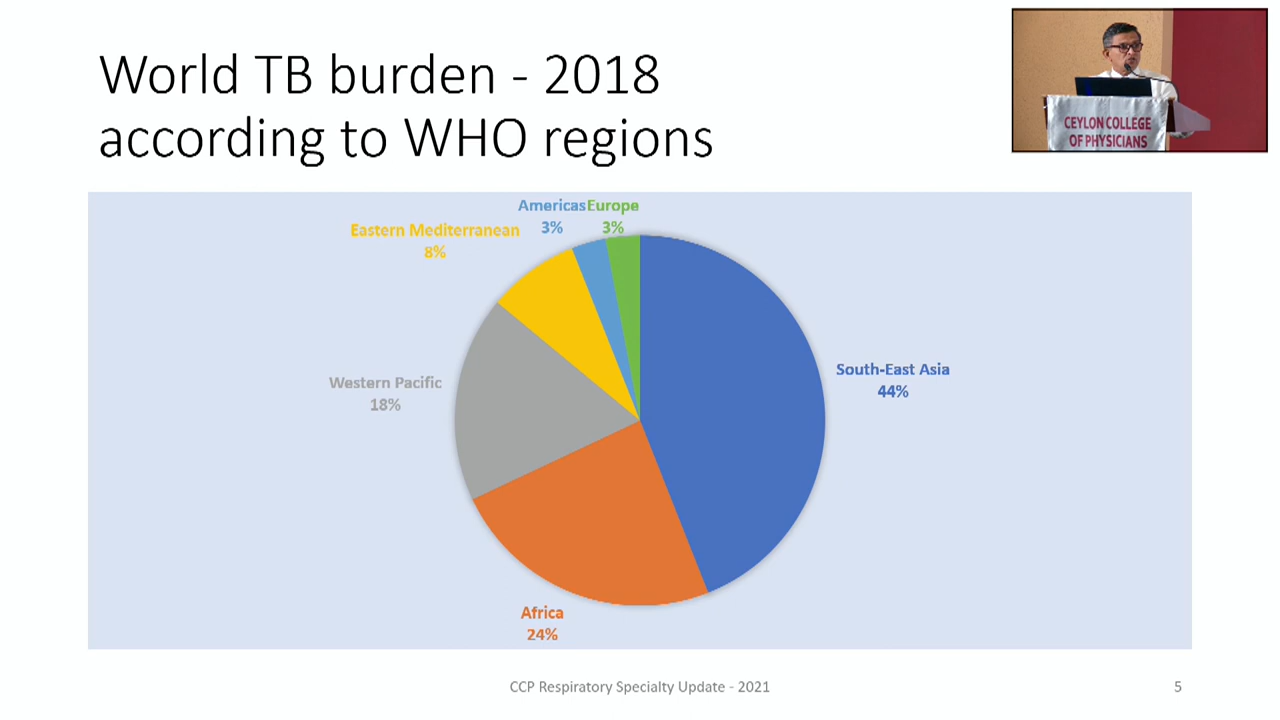 World TB burden - 2018
according to WHO regions
CEYLON COLLEGE
OF PHYSICIANS
Americas
3%
Europe
3%
Eastern Mediterranean
8%
South-East Asia
44%
Western Pacific
18%
Africa
24%
CCP Respiratory Specialty Update - 2021
5